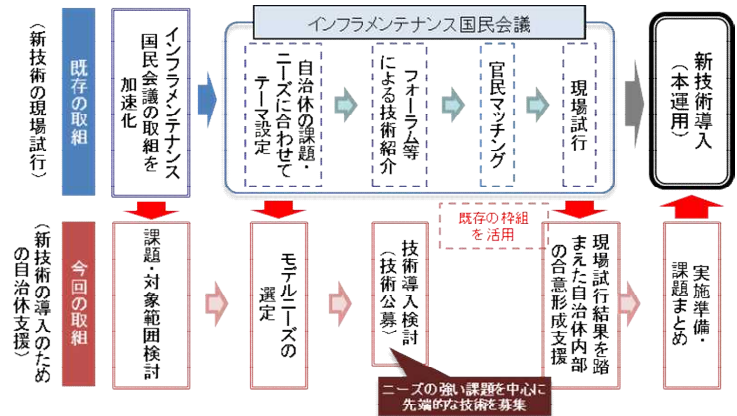 インフラメンテナンス国民会議
既存の取組
（新技術の現場試行）
インフラメンテナンス
国民会議の取組を
加速化
自治体の課題・
ニーズに合わせて
テーマ設定
フォーラム等
による技術紹介
官民マッチング
現場試行
新技術導入
（本運用）
既存の枠組
を活用
今回の取組
（新技術の導入のため
の自治体支援）
課題・対象範囲検討
モデルニーズの
選定
技術導入検討
（技術公募）
現場試行結果を踏
まえた自治体内部
の合意形成支援
実施準備・
課題まとめ
ニーズの強い課題を中心に
先端的な技術を募集